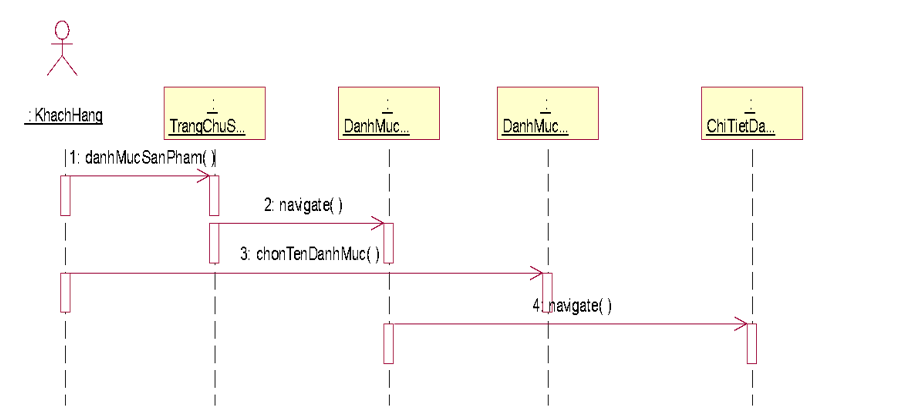 : KhachHang
:
TrangChuS...
:
DanhMuc...
:
DanhMuc...
:
ChiTietDa...
1: danhMucSanPham( )
2: navigate( )
3: chonTenDanhMuc( )
4: navigate( )